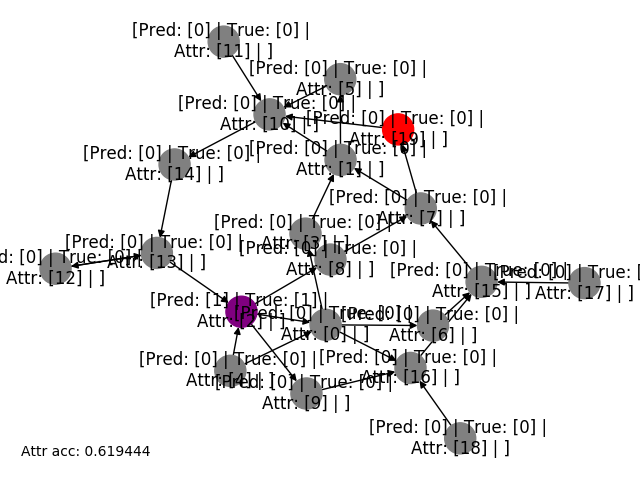 [Pred: [0] | True: [0] |
Attr: [11] | ]
[Pred: [0] | True: [0] |
Attr: [5] | ]
[Pred: [0] | True: [0] |
Attr: [10] | ]
[Pred: [0] | True: [0] |
Attr: [19] | ]
[Pred: [0] | True: [0] |
Attr: [1] | ]
[Pred: [0] | True: [0] |
Attr: [14] | ]
[Pred: [0] | True: [0] |
Attr: [7] | ]
[Pred: [0] | True: [0] |
Attr: [3] | ]
[Pred: [0] | True: [0] |
Attr: [8] | ]
[Pred: [0] | True: [0] |
Attr: [13] | ]
d: [0] | True: [0] |
Attr: [12] | ]
[Pred: [0] | True: [0] |
Attr: [15] | ]
[Pred: [0] | True: [0] |
Attr: [17] | ]
[Pred: [1] | True: [1] |
Attr: [2] | ]
[Pred: [0] | True: [0] |
Attr: [0] | ]
[Pred: [0] | True: [0] |
Attr: [6] | ]
[Pred: [0] | True: [0] |
Attr: [4] | ]
[Pred: [0] | True: [0] |
Attr: [16] | ]
[Pred: [0] | True: [0] |
Attr: [9] | ]
[Pred: [0] | True: [0] |
Attr: [18] | ]
Attr acc: 0.619444